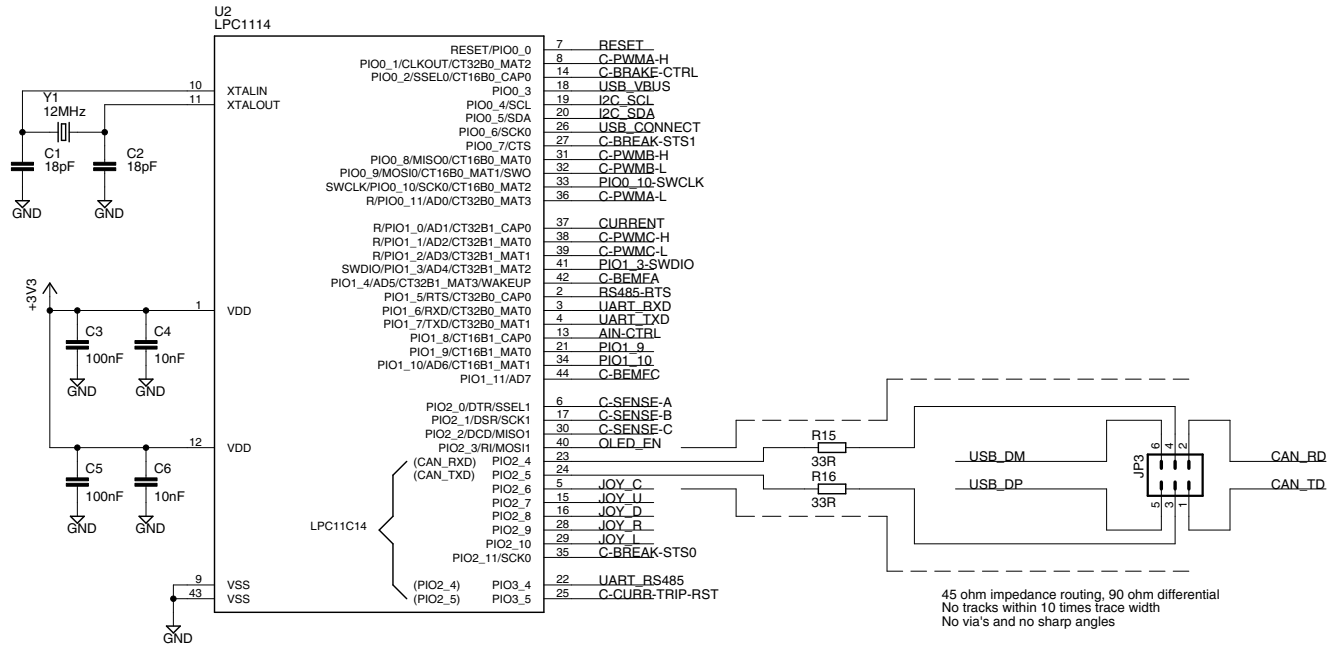 U2
LPC1114
10 XTALIN
11 XTALOUT
Y1
12MHz
C1
18pF
C2
18pF
GND
GND
+3V3
1 VDD
C3
100nF
C4
10nF
GND
GND
12 VDD
C5
100nF
C6
10nF
GND
GND
9 VSS
43 VSS
GND
RESET/PIO0_0 7 RESET
PIO0_1/CLKOUT/CT32B0_MAT2 8 C-PWMA-H
PIO0_2/SSEL0/CT16B0_CAP0 14 C-BRAKE-CTRL
PIO0_3 18 USB_VBUS
PIO0_4/SCL 19 I2C_SCL
PIO0_5/SDA 20 I2C_SDA
PIO0_6/SCK0 26 USB_CONNECT
PIO0_7/CTS 27 C-BREAK-STS1
PIO0_8/MISO0/CT16B0_MAT0 31 C-PWMB-H
PIO0_9/MOSI0/CT16B0_MAT1/SWO 32 C-PWMB-L
SWCLK/PIO0_10/SCK0/CT16B0_MAT2 33 PIO0_10-SWCLK
R/PIO0_11/AD0/CT32B0_MAT3 36 C-PWMA-L
R/PIO1_0/AD1/CT32B1_CAP0 37 CURRENT
R/PIO1_1/AD2/CT32B1_MAT0 38 C-PWMC-H
R/PIO1_2/AD3/CT32B1_MAT1 39 C-PWMC-L
SWDIO/PIO1_3/AD4/CT32B1_MAT2 41 PIO1_3-SWDIO
PIO1_4/AD5/CT32B1_MAT3/WAKEUP 42 C-BEMFA
PIO1_5/RTS/CT32B0_CAP0 2 RS485-RTS
PIO1_6/RXD/CT32B0_MAT0 3 UART_RXD
PIO1_7/TXD/CT32B0_MAT1 4 UART_TXD
PIO1_8/CT16B1_CAP0 13 AIN-CTRL
PIO1_9/CT16B1_MAT0 21 PIO1_9
PIO1_10/AD6/CT16B1_MAT1 34 PIO1_10
PIO1_11/AD7 44 C-BEMFC
PIO2_0/DTR/SSEL1 6 C-SENSE-A
PIO2_1/DSR/SCK1 17 C-SENSE-B
PIO2_2/DCD/MISO1 30 C-SENSE-C
PIO2_3/RI/MOSI1 40 OLED_EN
(CAN_RXD) PIO2_4 23
(CAN_TXD) PIO2_5 24
PIO2_6 5 JOY_C
PIO2_7 15 JOY_U
PIO2_8 16 JOY_D
PIO2_9 28 JOY_R
PIO2_10 29 JOY_L
PIO2_11/SCK0 35 C-BREAK-STS0
LPC11C14
(PIO2_4) PIO3_4 22 UART_RS485
(PIO2_5) PIO3_5 25 C-CURR-TRIP-RST
R15
33R
R16
33R
USB_DM
USB_DP
JP3
6 4 2
5 3 1
CAN_RD
CAN_TD
45 ohm impedance routing, 90 ohm differential
No tracks within 10 times trace width
No via's and no sharp angles